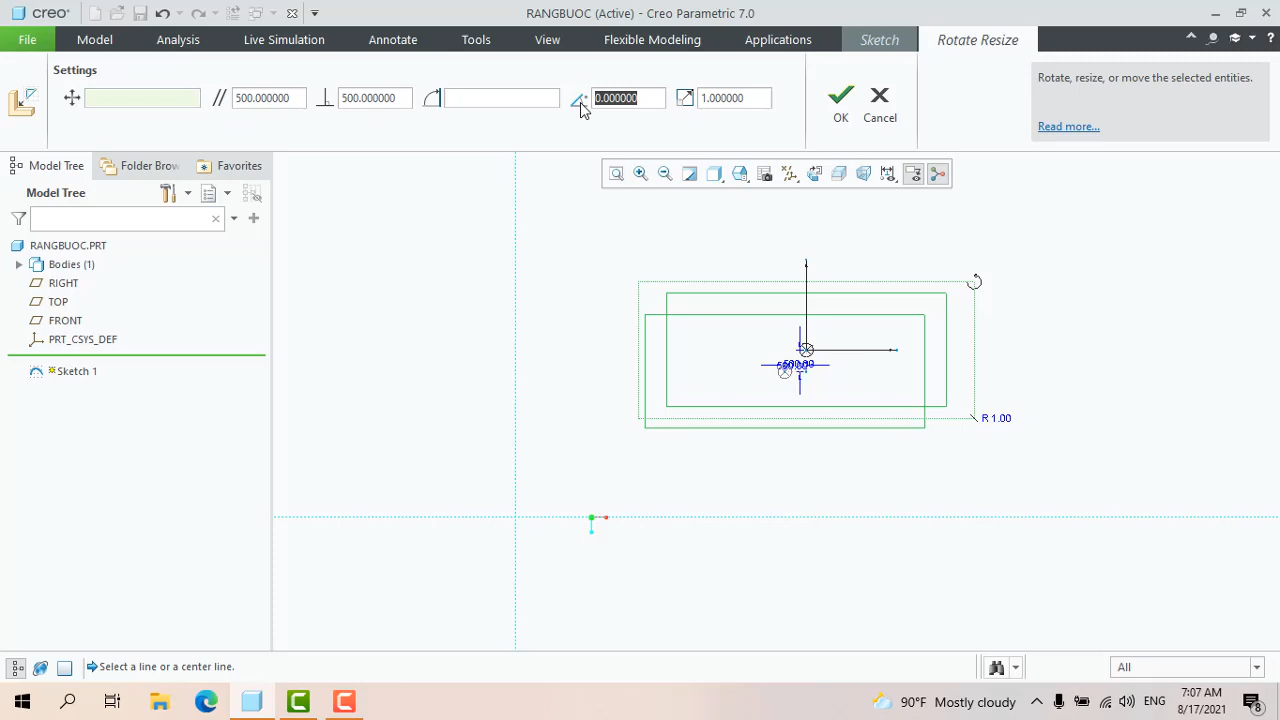 creo
RANGBUOC (Active) - Creo Parametric 7.0
File Model Analysis Live Simulation Annotate Tools View Flexible Modeling Applications Sketch Rotate Resize
Settings
500.000000 500.000000 0.000000 1.000000
OK Cancel
Rotate, resize, or move the selected entities.
Read more...
Model Tree Folder Brow Favorites
Model Tree
RANGBUOC.PRT
Bodies (1)
RIGHT
TOP
FRONT
PRT_CSYS_DEF
Sketch 1
R 1.00
Select a line or a center line.
All
90°F Mostly cloudy
ENG
7:07 AM
8/17/2021
8